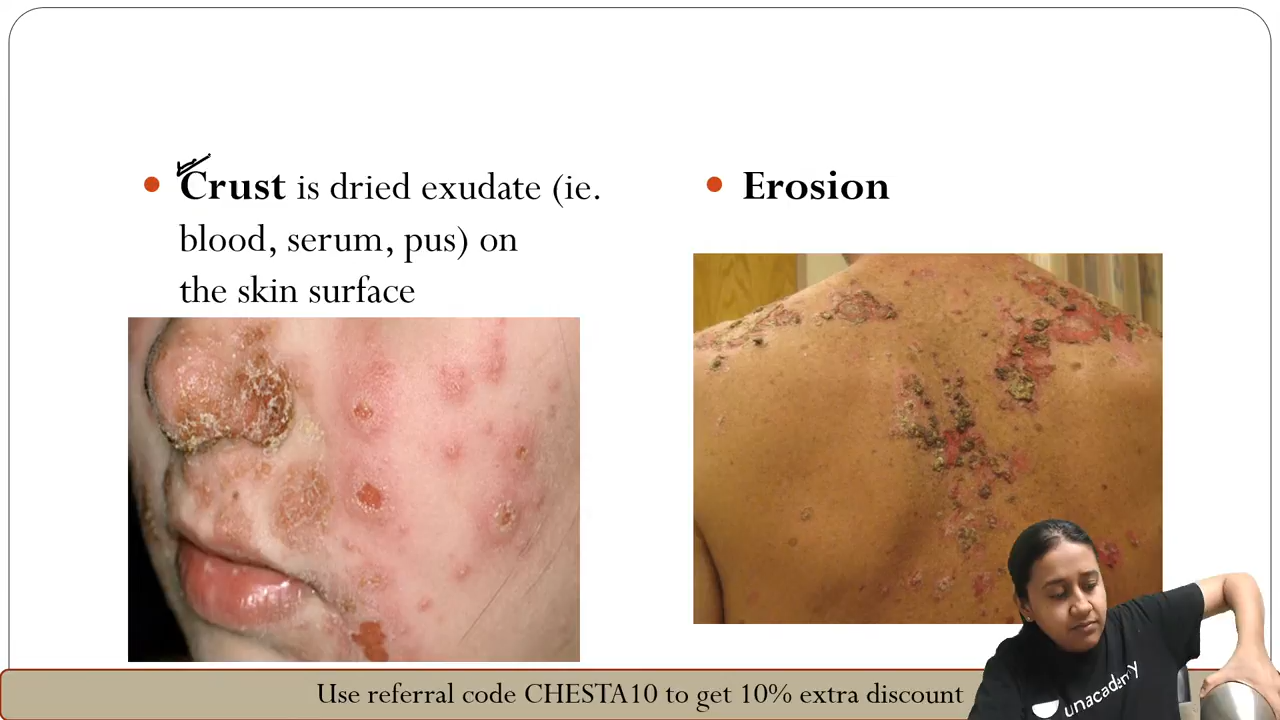 Crust is dried exudate (ie.
blood, serum, pus) on
the skin surface
Erosion
unacademy
Use referral code CHESTA10 to get 10% extra discount